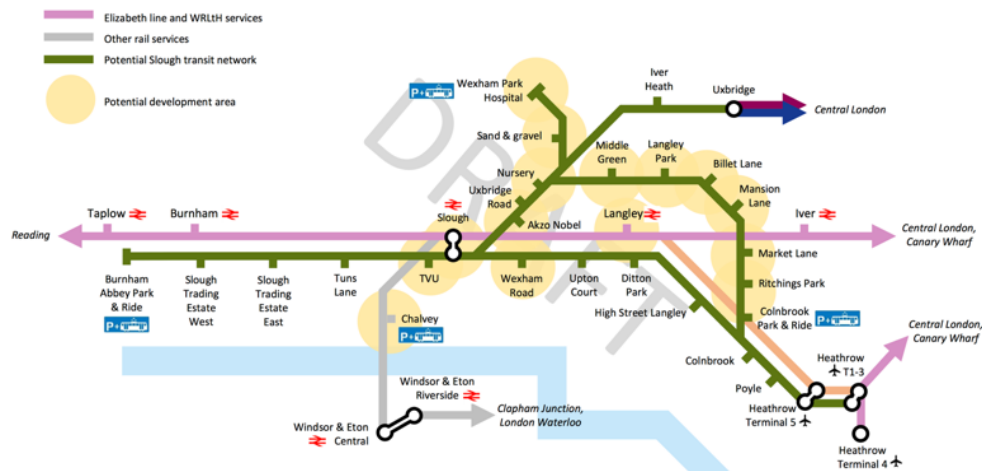 Elizabeth line and WRLtH services
Other rail services
Potential Slough transit network
Potential development area
DRAFT
P+
Wexham Park
Hospital
Iver
Heath
Uxbridge
Central London
Sand & gravel
Middle
Green
Langley
Park
Billet Lane
Nursery
Mansion
Lane
Uxbridge
Road
Taplow
Burnham
Slough
Akzo Nobel
Langley
Iver
Reading
Central London,
Canary Wharf
Market Lane
Burnham
Abbey Park
& Ride
P+
Slough
Trading
Estate
West
Slough
Trading
Estate
East
Tuns
Lane
TVU
Wexham
Road
Upton
Court
Ditton
Park
Ritchings Park
High Street Langley
Colnbrook
Park & Ride
P+
Chalvey
P+
Central London,
Canary Wharf
Colnbrook
Heathrow
T1-3
Poyle
Windsor & Eton
Riverside
Clapham Junction,
London Waterloo
Heathrow
Terminal 5
Windsor & Eton
Central
Heathrow
Terminal 4